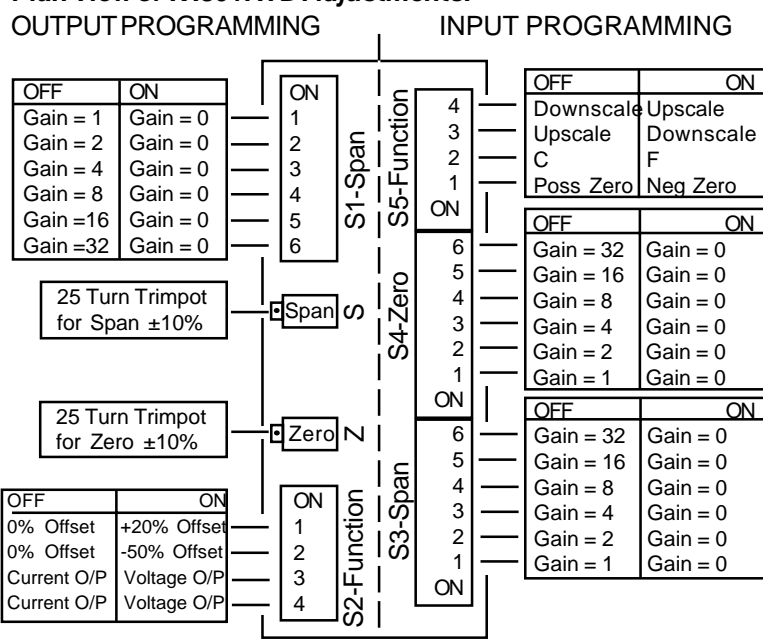 OUTPUT PROGRAMMING
INPUT PROGRAMMING
OFF ON
Gain = 1 Gain = 0
Gain = 2 Gain = 0
Gain = 4 Gain = 0
Gain = 8 Gain = 0
Gain =16 Gain = 0
Gain =32 Gain = 0
ON
1
2
3
4
5
6
S1-Span
25 Turn Trimpot
for Span ±10%
Span
S
25 Turn Trimpot
for Zero ±10%
Zero
Z
OFF ON
0% Offset +20% Offset
0% Offset -50% Offset
Current O/P Voltage O/P
Current O/P Voltage O/P
ON
1
2
3
4
S2-Function
S5-Function
4
3
2
1
ON
OFF ON
Downscale Upscale
Upscale Downscale
C F
Poss Zero Neg Zero
S4-Zero
6
5
4
3
2
1
ON
OFF ON
Gain = 32 Gain = 0
Gain = 16 Gain = 0
Gain = 8 Gain = 0
Gain = 4 Gain = 0
Gain = 2 Gain = 0
Gain = 1 Gain = 0
S3-Span
6
5
4
3
2
1
ON
OFF ON
Gain = 32 Gain = 0
Gain = 16 Gain = 0
Gain = 8 Gain = 0
Gain = 4 Gain = 0
Gain = 2 Gain = 0
Gain = 1 Gain = 0